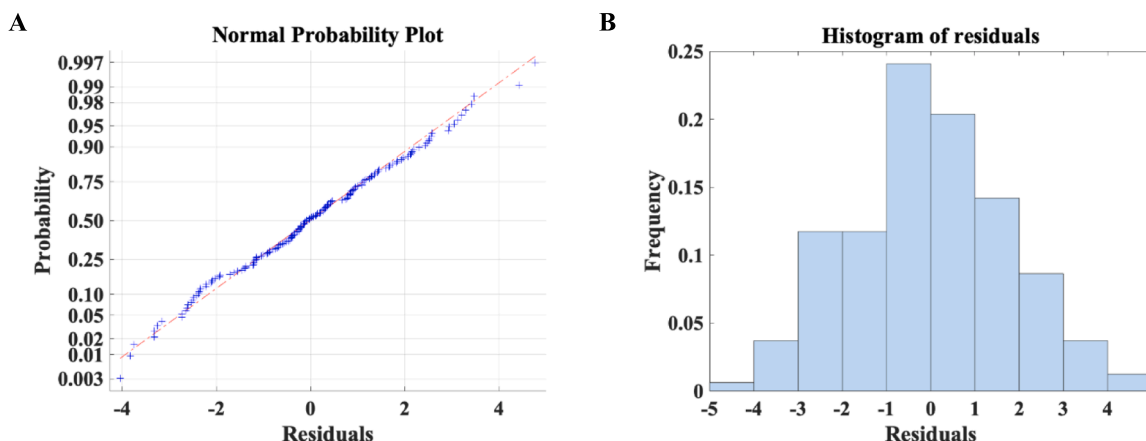 A
Normal Probability Plot
0.997
0.99
0.98
0.95
0.90
0.75
0.50
0.25
0.10
0.05
0.02
0.01
0.003
Probability
-4 -2 0 2 4
Residuals
B
Histogram of residuals
0.25
0.2
0.15
0.1
0.05
0
Frequency
-5 -4 -3 -2 -1 0 1 2 3 4
Residuals